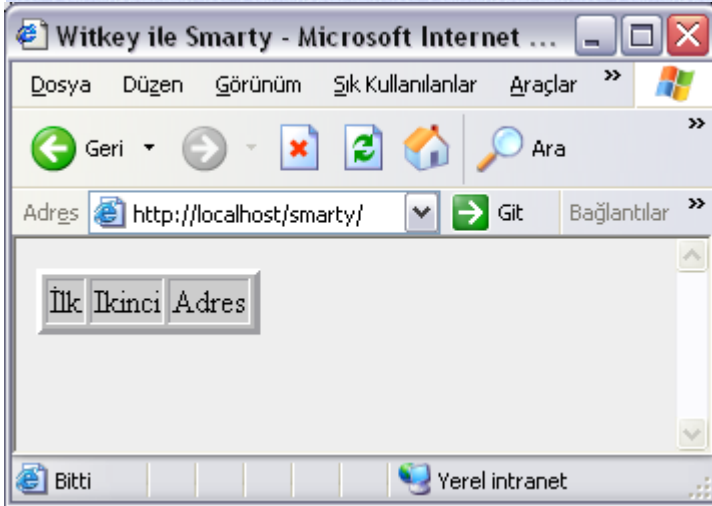 Witkey ile Smarty - Microsoft Internet ...
Dosya Düzen Görünüm Sık Kullanılanlar Araçlar »
Geri Ara »
Adres http://localhost/smarty/ Git Bağlantılar »
İlk Ikinci Adres
Bitti Yerel intranet